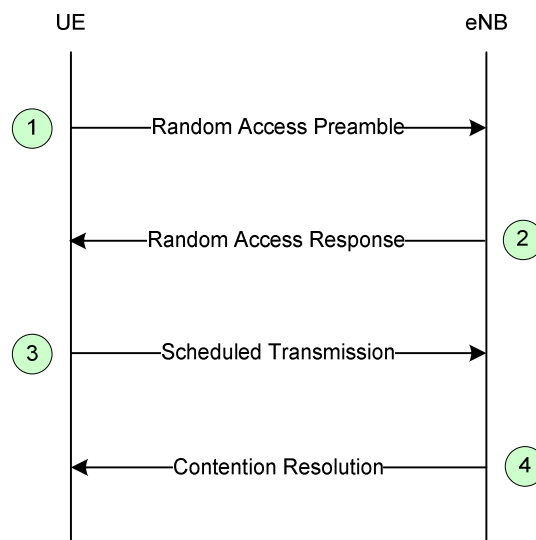 UE
eNB
1
Random Access Preamble
Random Access Response
2
3
Scheduled Transmission
Contention Resolution
4